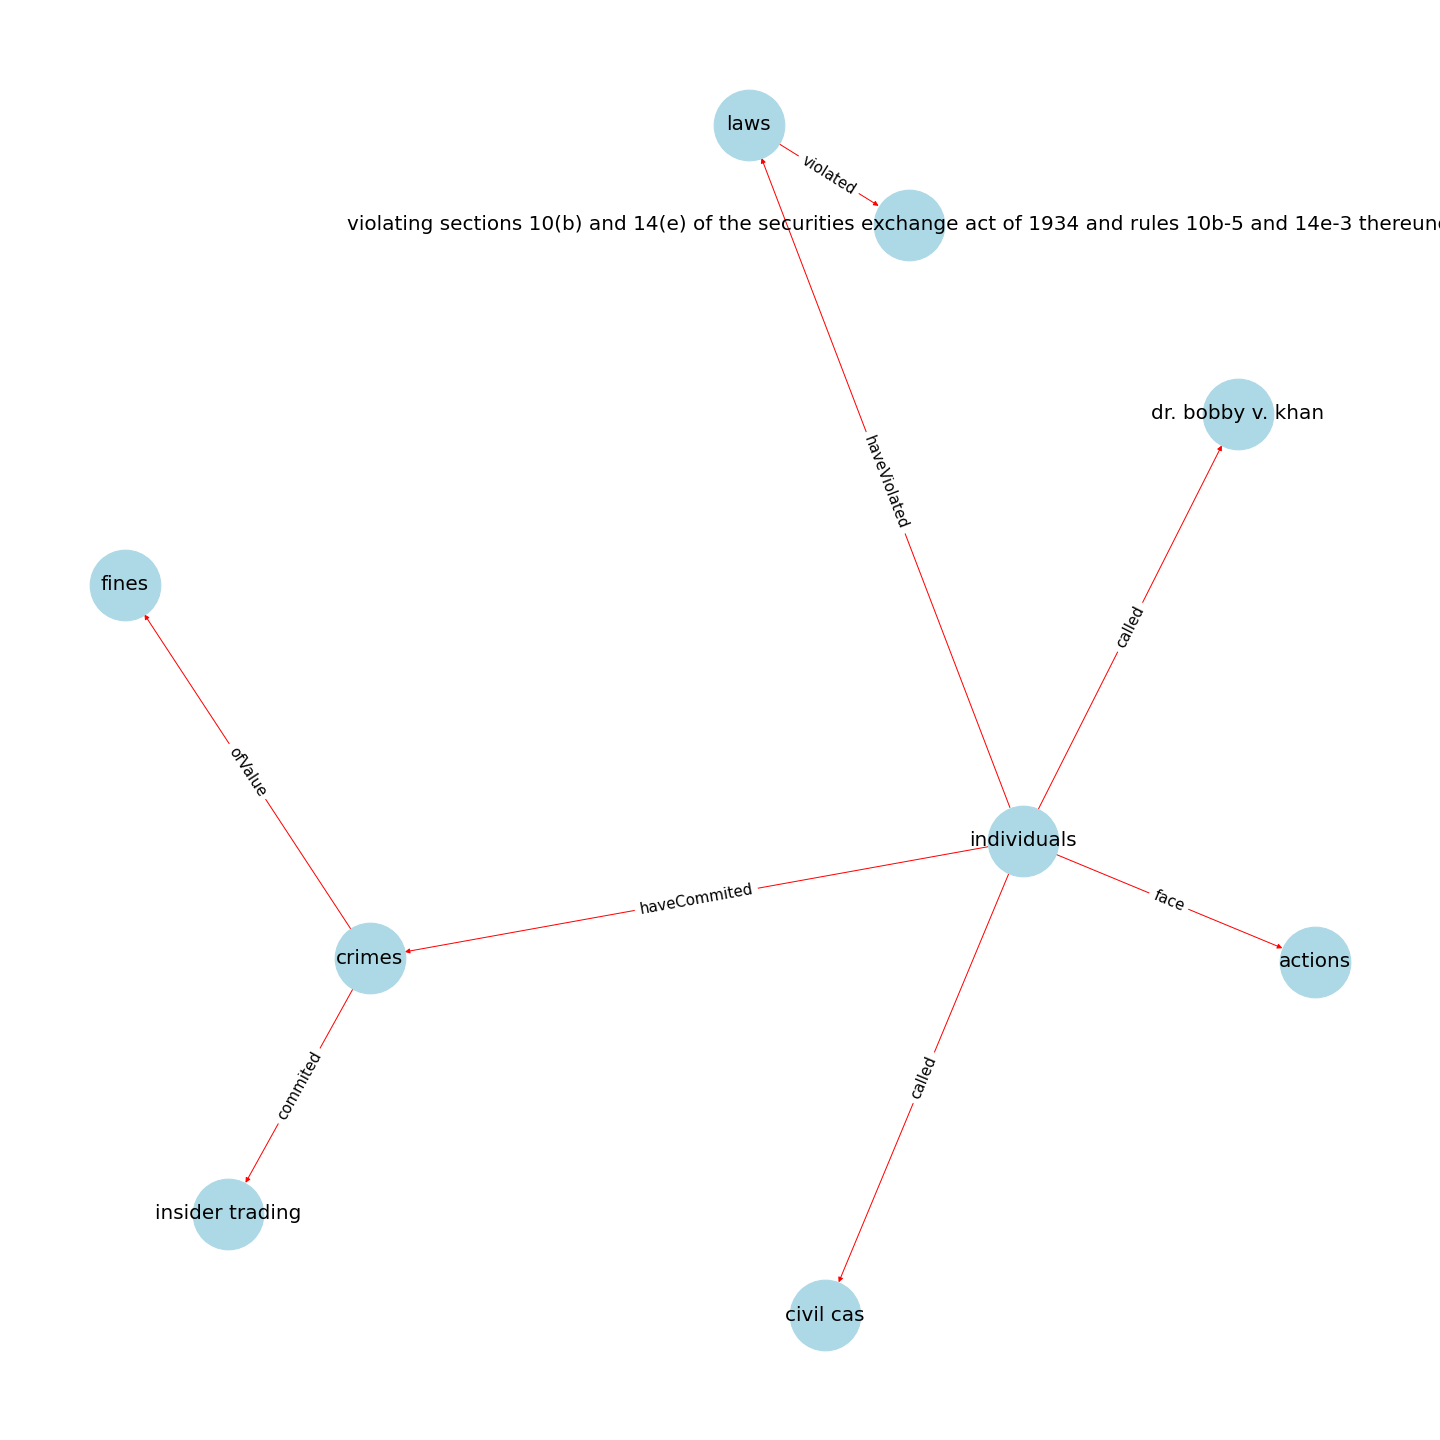 laws
violated
violating sections 10(b) and 14(e) of the securities exchange act of 1934 and rules 10b-5 and 14e-3
dr. bobby v. khan
haveViolated
fines
called
ofValue
individuals
haveCommited
face
crimes
actions
called
commited
insider trading
civil cas